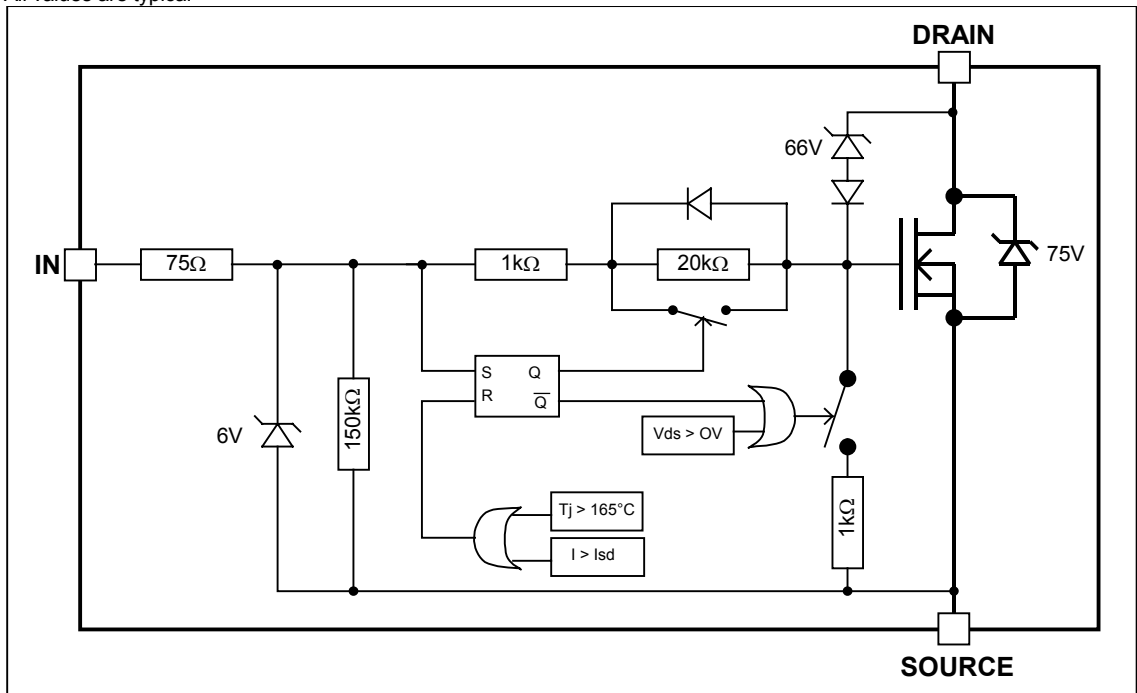 All values are typical
DRAIN
66V
75V
IN
75Ω
1kΩ
20kΩ
S Q
R Q̅
6V
150kΩ
Vds > OV
Tj > 165°C
I > Isd
1kΩ
SOURCE